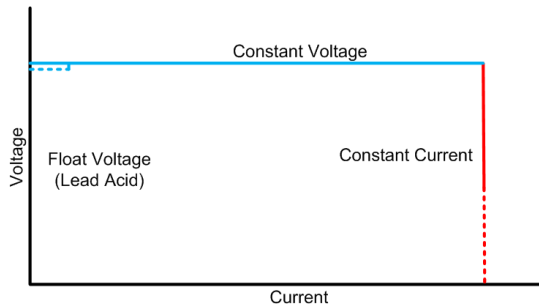 Constant Voltage
Voltage
Float Voltage
(Lead Acid)
Constant Current
Current